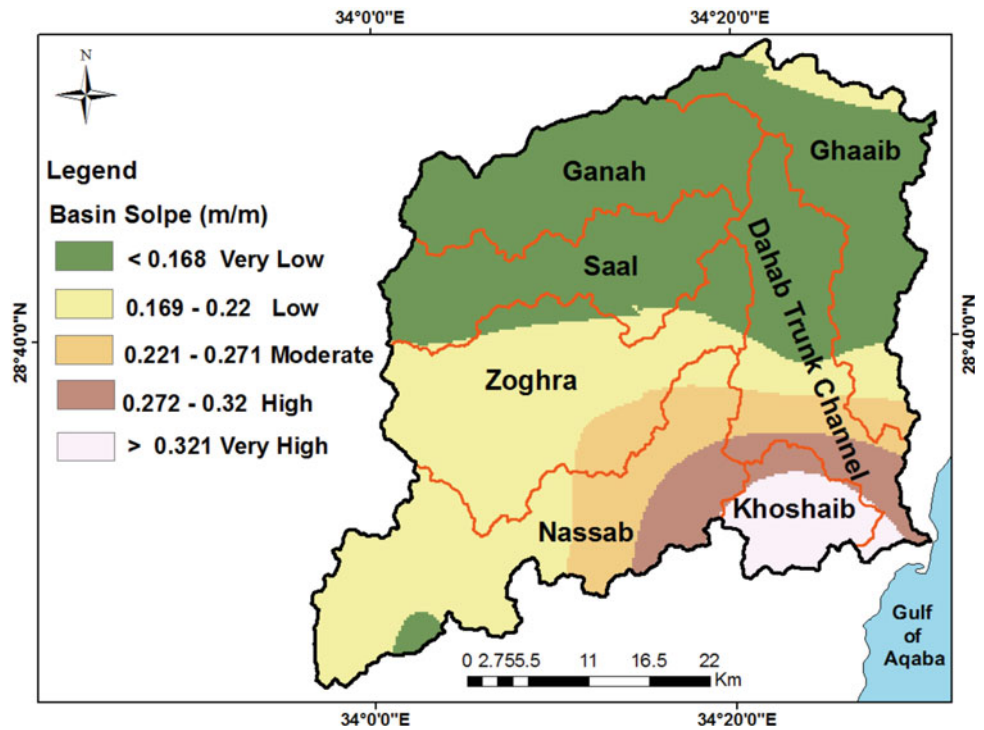 34°0'0"E
34°20'0"E
N
Legend
Basin Solpe (m/m)
< 0.168 Very Low
0.169 - 0.22 Low
0.221 - 0.271 Moderate
0.272 - 0.32 High
> 0.321 Very High
Ganah
Ghaaib
Saal
Dahab Trunk Channel
Zoghra
Nassab
Khoshaib
28°40'0"N
28°40'0"N
Gulf
of
Aqaba
0 2.755.5 11 16.5 22
Km
34°0'0"E
34°20'0"E